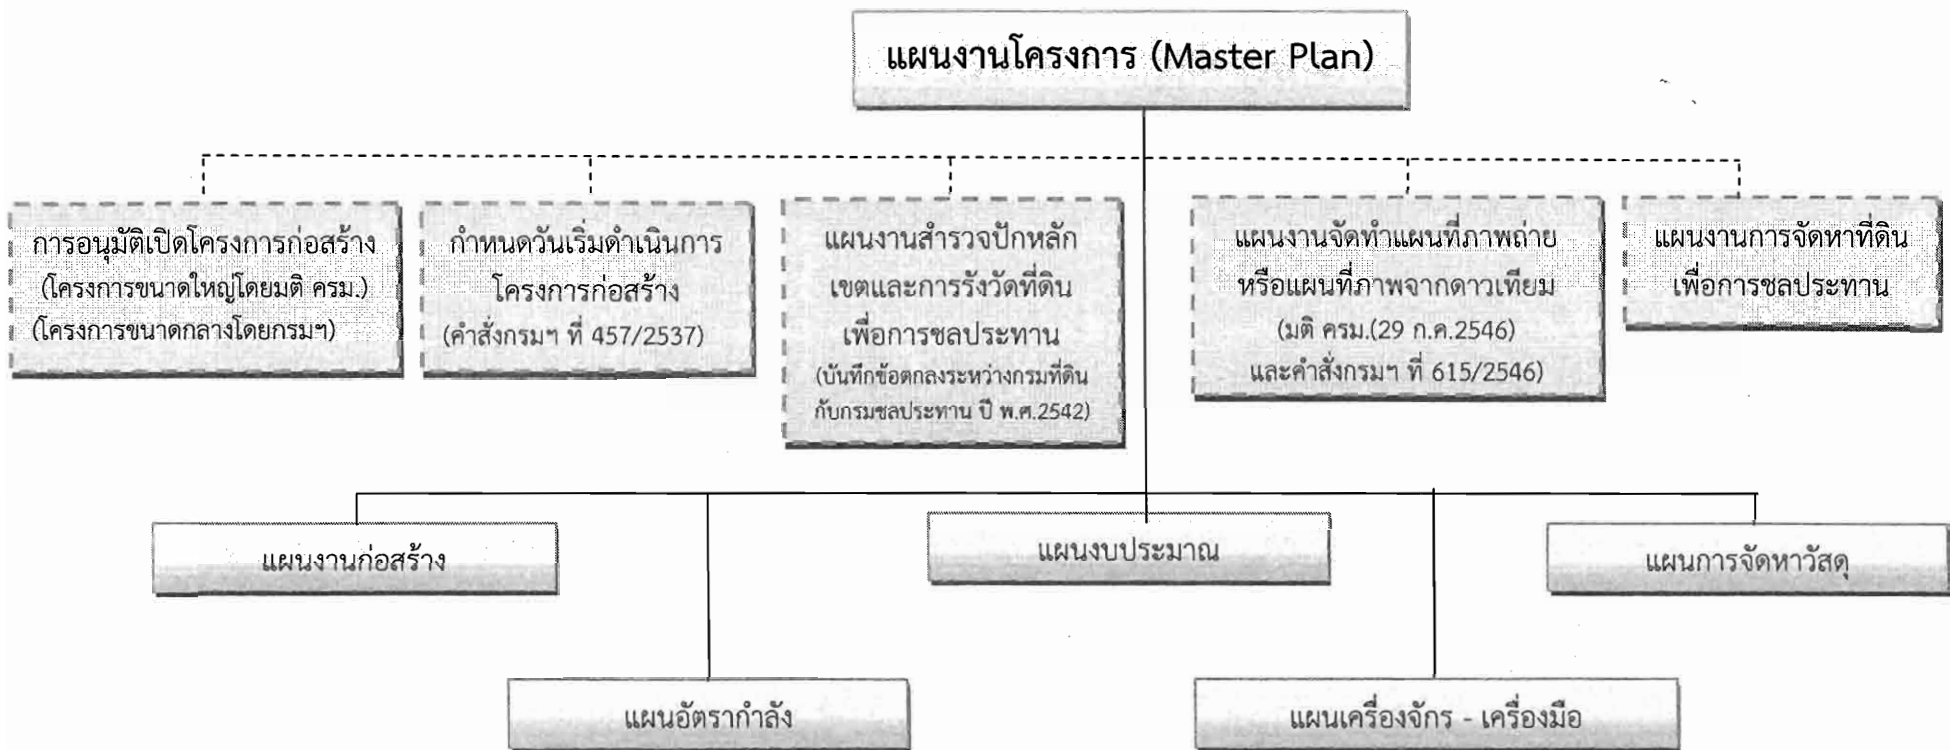 แผนงานโครงการ (Master Plan)
การอนุมัติเปิดโครงการก่อสร้าง
(โครงการขนาดใหญ่โดยมติ ครม.)
(โครงการขนาดกลางโดยกรมฯ)
กำหนดวันเริ่มดำเนินการ
โครงการก่อสร้าง
(คำสั่งกรมฯ ที่ 457/2537)
แผนงานสำรวจปักหลัก
เขตและการรังวัดที่ดิน
เพื่อการชลประทาน
(บันทึกข้อตกลงระหว่างกรมที่ดิน
กับกรมชลประทาน ปี พ.ศ.2542)
แผนงานจัดทำแผนที่ภาพถ่าย
หรือแผนที่ภาพจากดาวเทียม
(มติ ครม.(29 ก.ค.2546)
และคำสั่งกรมฯ ที่ 615/2546)
แผนงานการจัดหาที่ดิน
เพื่อการชลประทาน
แผนงานก่อสร้าง
แผนงบประมาณ
แผนการจัดหาวัสดุ
แผนอัตรากำลัง
แผนเครื่องจักร - เครื่องมือ